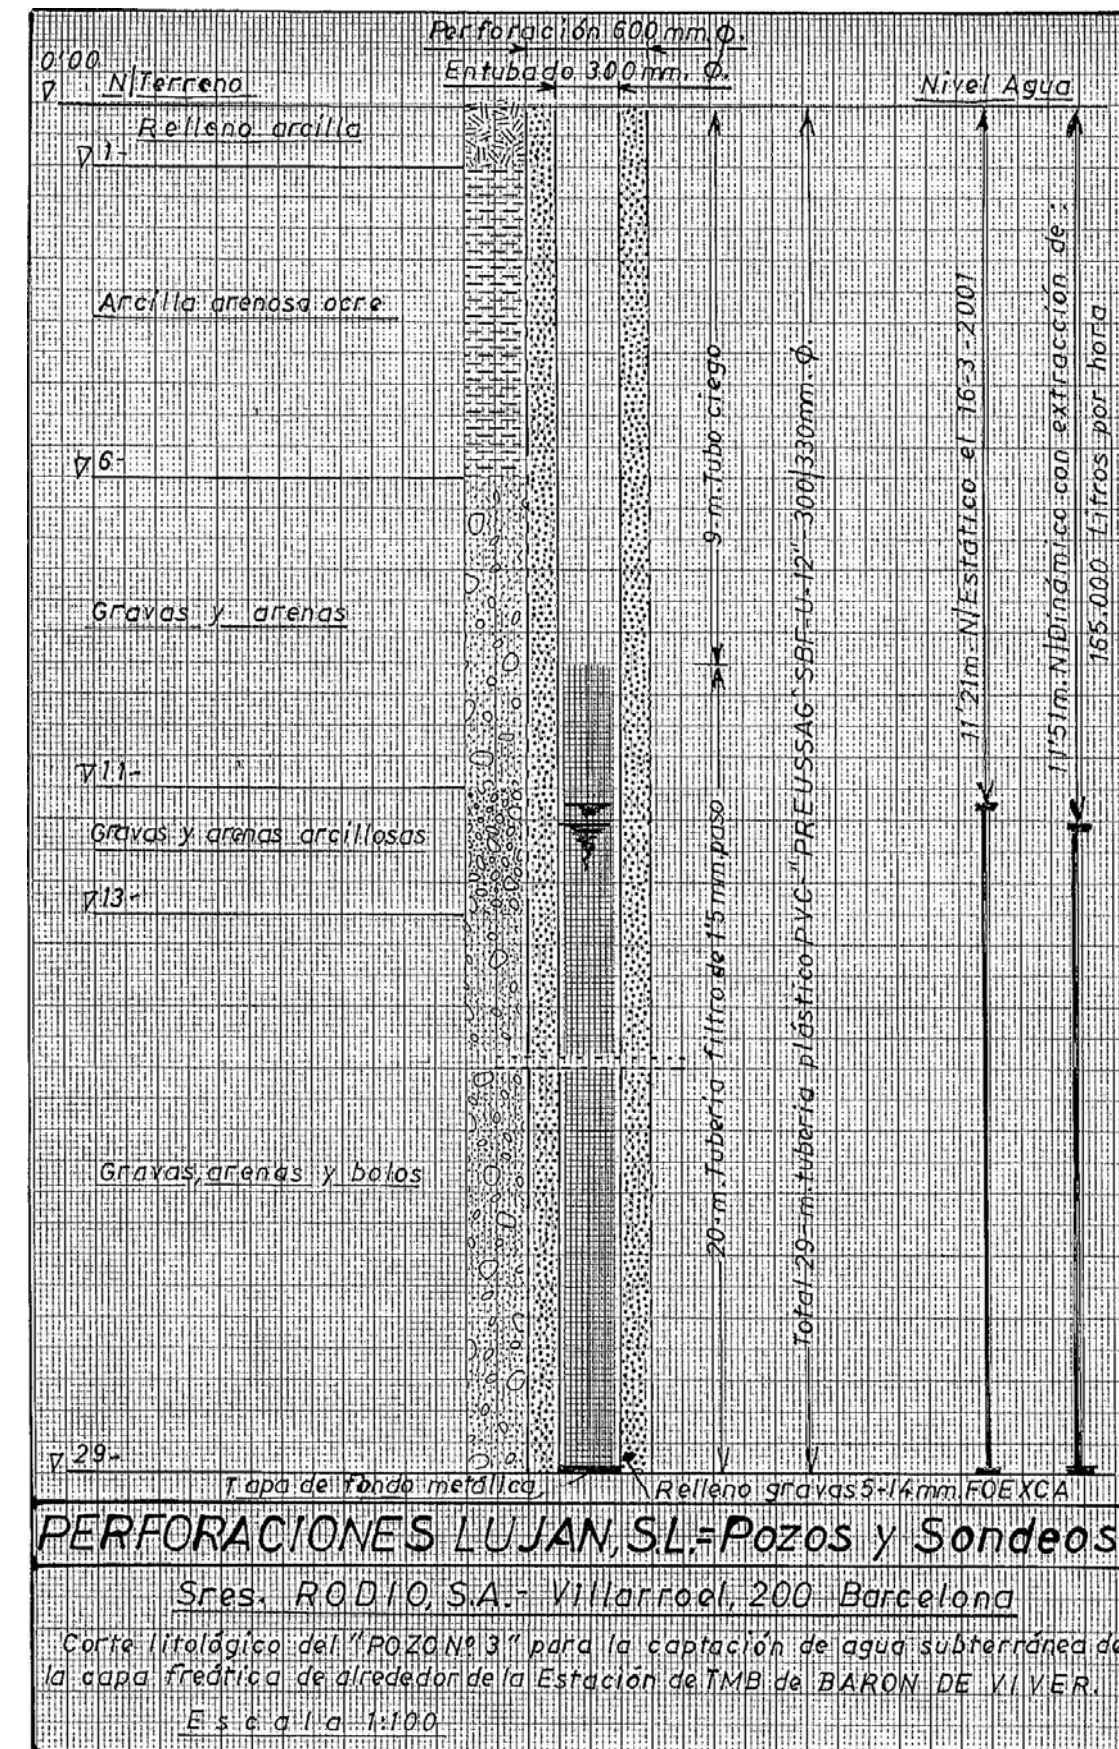 Perforación 600 mm. Ø.
0'00
N/Terreno
Entubado 300 mm. Ø.
Nivel Agua
Relleno arcilla
1-
Arcilla arenosa ocre
6-
Gravas y arenas
11-
Gravas y arenas arcillosas
13-
Gravas, arenas y bolos
29-
9-m. Tubo ciego
20-m. Tubería filtro de 1'5 mm. paso
Total 29-m. tubería plástico PVC-"PREUSSAG" SBF-U-12"-300/330mm. Ø.
11'21m-N/Estático el 16-3-2001
11'51m. N/Dinámico con extracción de:
165.000 Litros por hora
Tapa de fondo metálica,
Relleno gravas 5-14 mm. FOEXCA
PERFORACIONES LUJAN, S.L.=Pozos y Sondeos
Sres. RODIO, S.A.- Villarroel, 200 Barcelona
Corte litológico del "POZO Nº 3" para la captación de agua subterránea de
la capa freática de alrededor de la Estación de TMB de BARON DE VIVER.
Escala 1:100